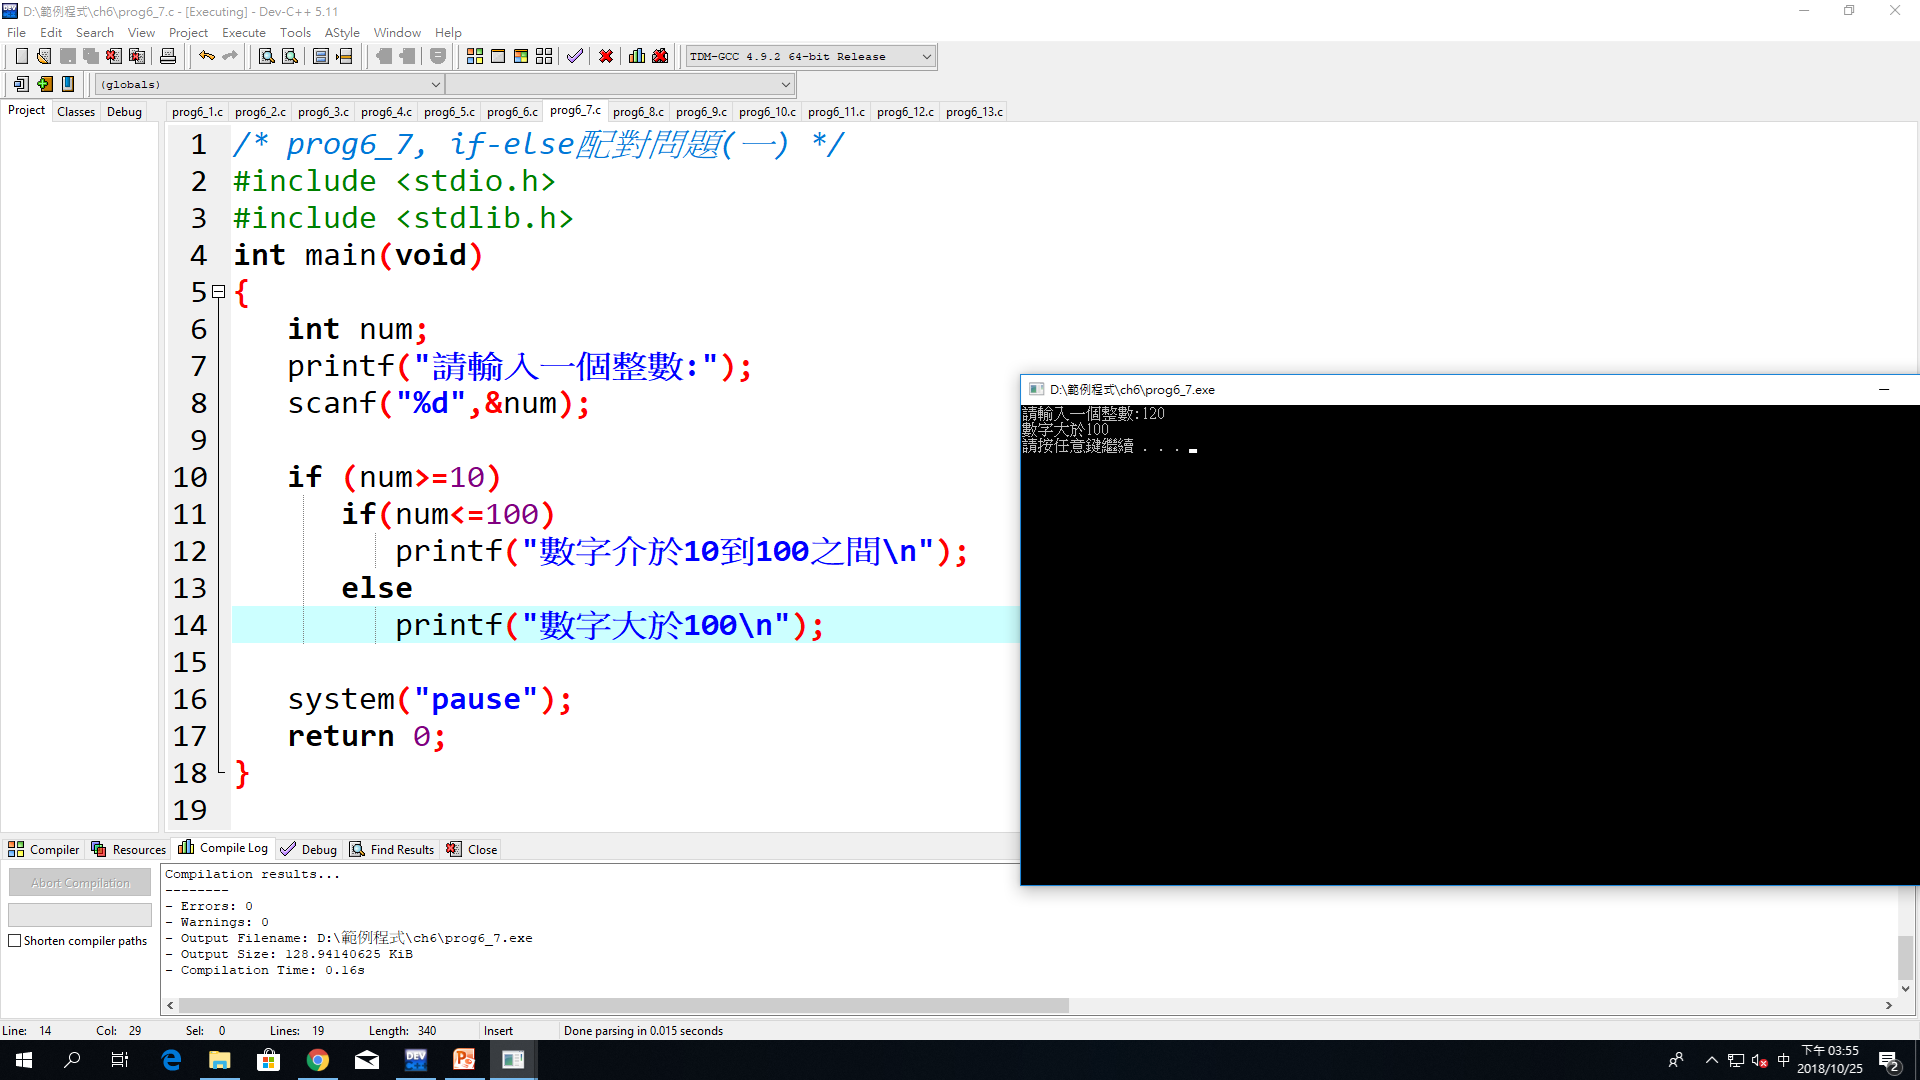 D:\範例程式\ch6\prog6_7.c - [Executing] - Dev-C++ 5.11
File Edit Search View Project Execute Tools AStyle Window Help
TDM-GCC 4.9.2 64-bit Release
(globals)
Project Classes Debug
prog6_1.c prog6_2.c prog6_3.c prog6_4.c prog6_5.c prog6_6.c prog6_7.c prog6_8.c prog6_9.c prog6_10.c prog6_11.c prog6_12.c prog6_13.c
1 /* prog6_7, if-else配對問題(一) */
2 #include <stdio.h>
3 #include <stdlib.h>
4 int main(void)
5 {
6 int num;
7 printf("請輸入一個整數:");
8 scanf("%d",&num);
9
10 if (num>=10)
11 if(num<=100)
12 printf("數字介於10到100之間\n");
13 else
14 printf("數字大於100\n");
15
16 system("pause");
17 return 0;
18 }
19
D:\範例程式\ch6\prog6_7.exe
請輸入一個整數:120
數字大於100
請按任意鍵繼續 . . .
Compiler Resources Compile Log Debug Find Results Close
Abort Compilation
Shorten compiler paths
Compilation results...
--------
- Errors: 0
- Warnings: 0
- Output Filename: D:\範例程式\ch6\prog6_7.exe
- Output Size: 128.94140625 KiB
- Compilation Time: 0.16s
Line: 14 Col: 29 Sel: 0 Lines: 19 Length: 340 Insert Done parsing in 0.015 seconds
DEV C++
中
下午 03:55
2018/10/25
2